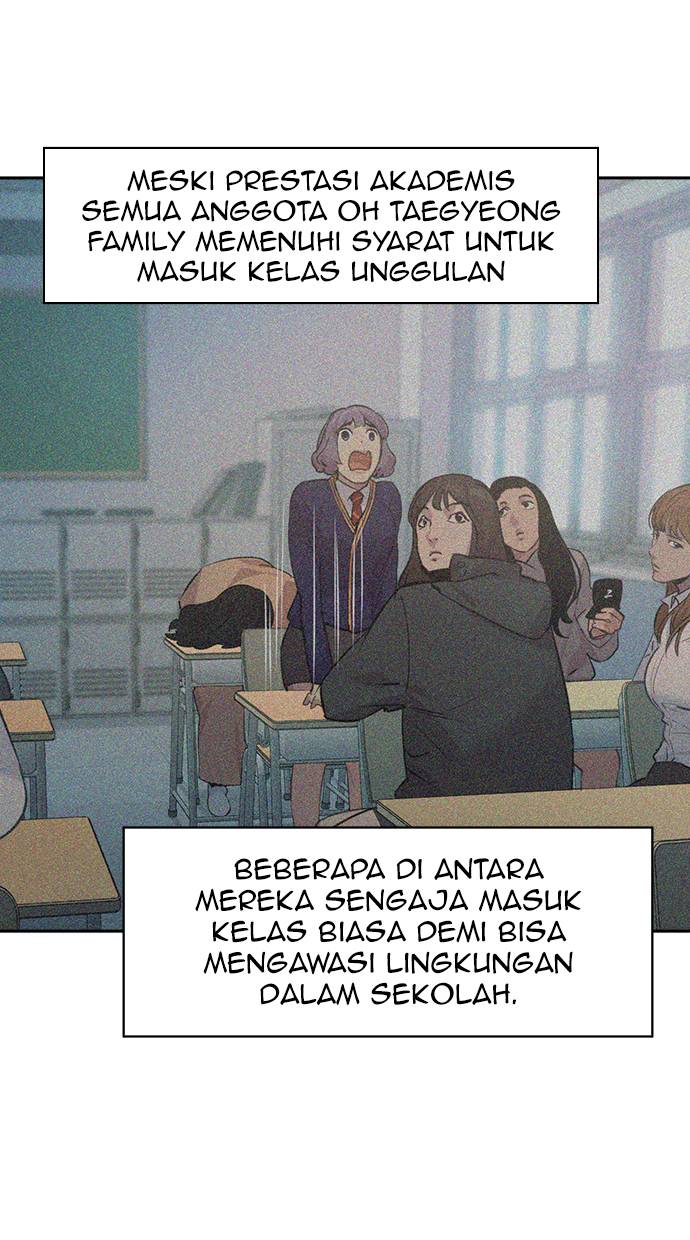 MESKI PRESTASI AKADEMIS
SEMUA ANGGOTA OH TAEGYEONG
FAMILY MEMENUHI SYARAT UNTUK
MASUK KELAS UNGGULAN
BEBERAPA DI ANTARA
MEREKA SENGAJA MASUK
KELAS BIASA DEMI BISA
MENGAWASI LINGKUNGAN
DALAM SEKOLAH.